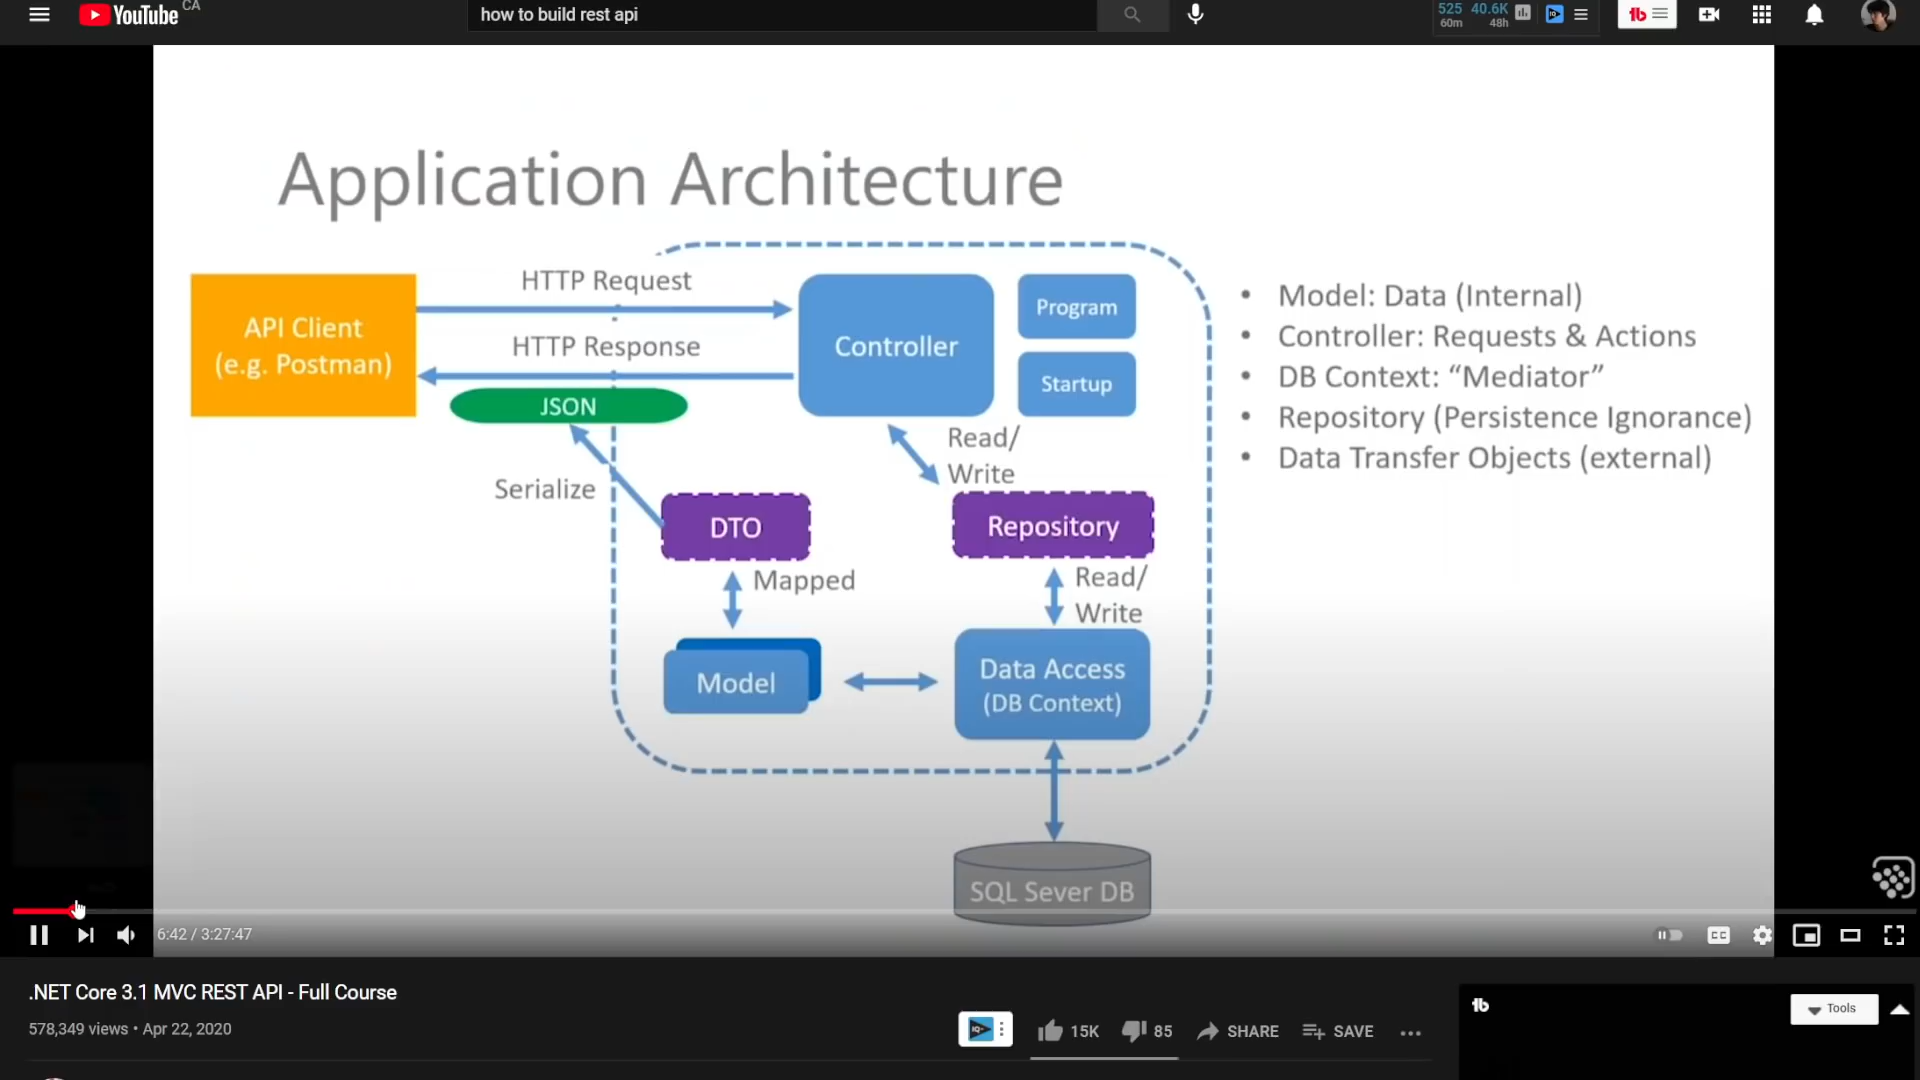 YouTube CA
how to build rest api
525 40.6K
60m 48h
Application Architecture
HTTP Request
API Client
(e.g. Postman)
HTTP Response
JSON
Controller
Program
Startup
Read/
Write
Serialize
DTO
Repository
Mapped
Read/
Write
Model
Data Access
(DB Context)
SQL Sever DB
• Model: Data (Internal)
• Controller: Requests & Actions
• DB Context: “Mediator”
• Repository (Persistence Ignorance)
• Data Transfer Objects (external)
6:42 / 3:27:47
CC
.NET Core 3.1 MVC REST API - Full Course
578,349 views • Apr 22, 2020
IQ
15K
85
SHARE
SAVE
Tools